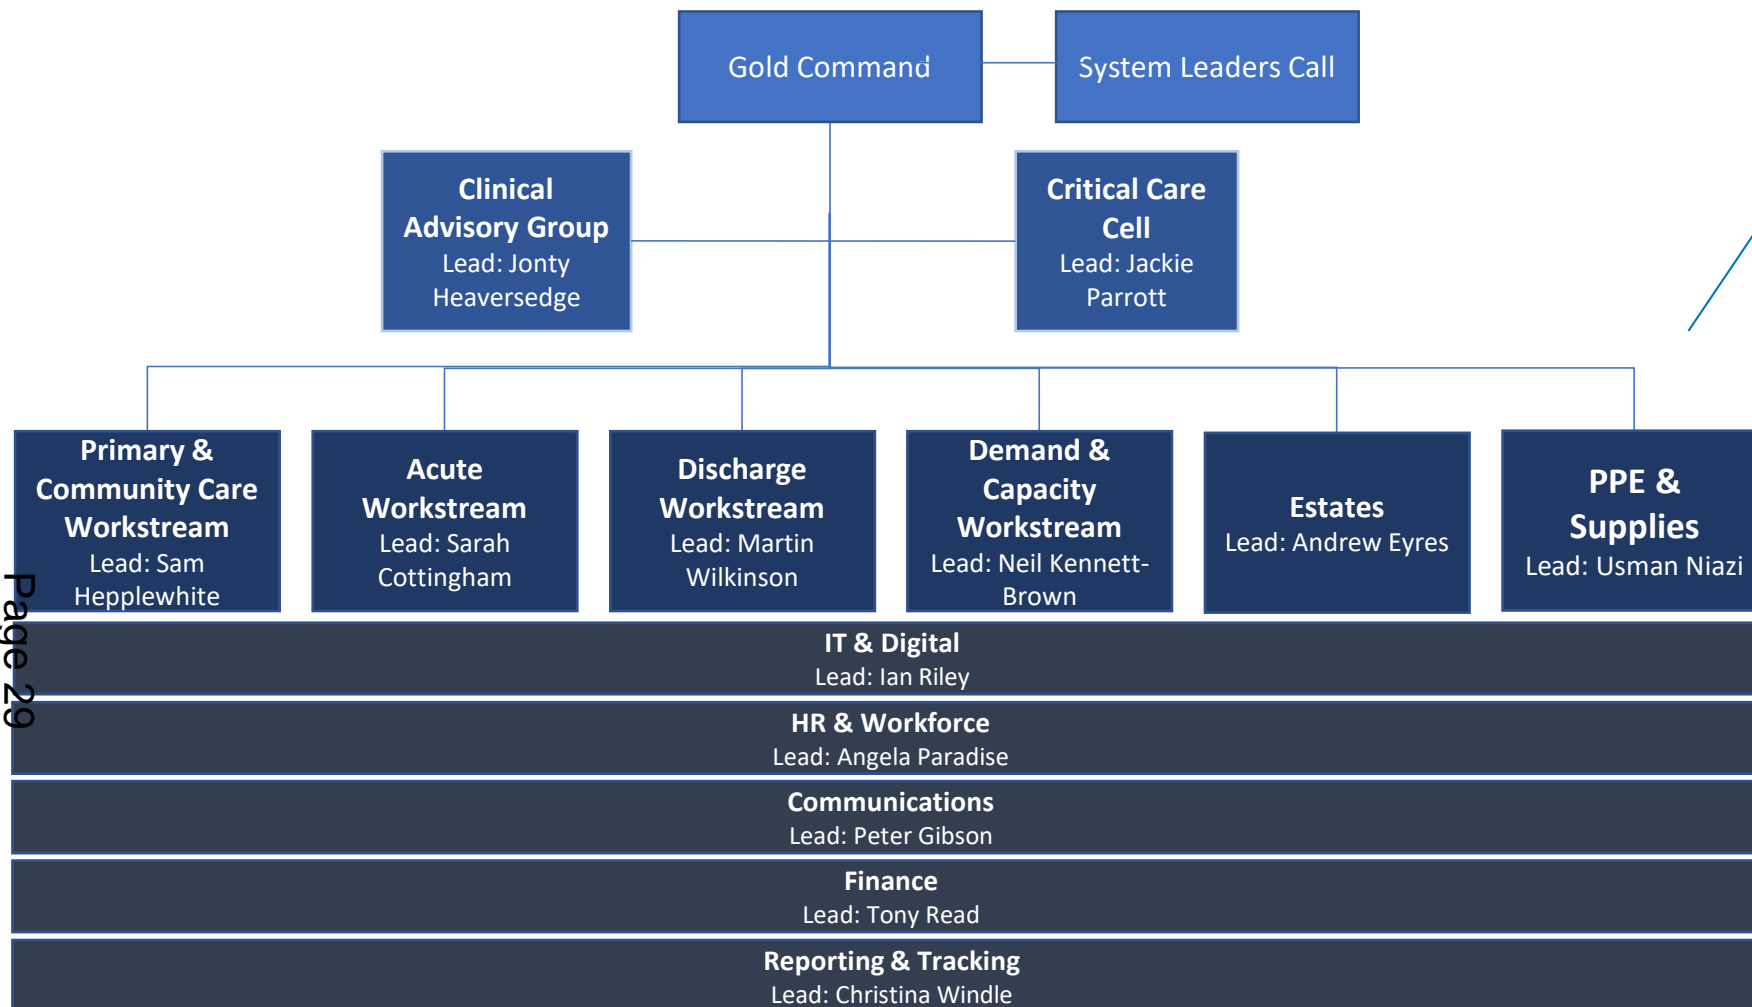 Gold Command
System Leaders Call
Clinical
Advisory Group
Lead: Jonty
Heaversedge
Critical Care
Cell
Lead: Jackie
Parrott
Primary &
Community Care
Workstream
Lead: Sam
Hepplewhite
Acute
Workstream
Lead: Sarah
Cottingham
Discharge
Workstream
Lead: Martin
Wilkinson
Demand &
Capacity
Workstream
Lead: Neil Kennett-
Brown
Estates
Lead: Andrew Eyres
PPE &
Supplies
Lead: Usman Niazi
IT & Digital
Lead: Ian Riley
HR & Workforce
Lead: Angela Paradise
Communications
Lead: Peter Gibson
Finance
Lead: Tony Read
Reporting & Tracking
Lead: Christina Windle
Page 29